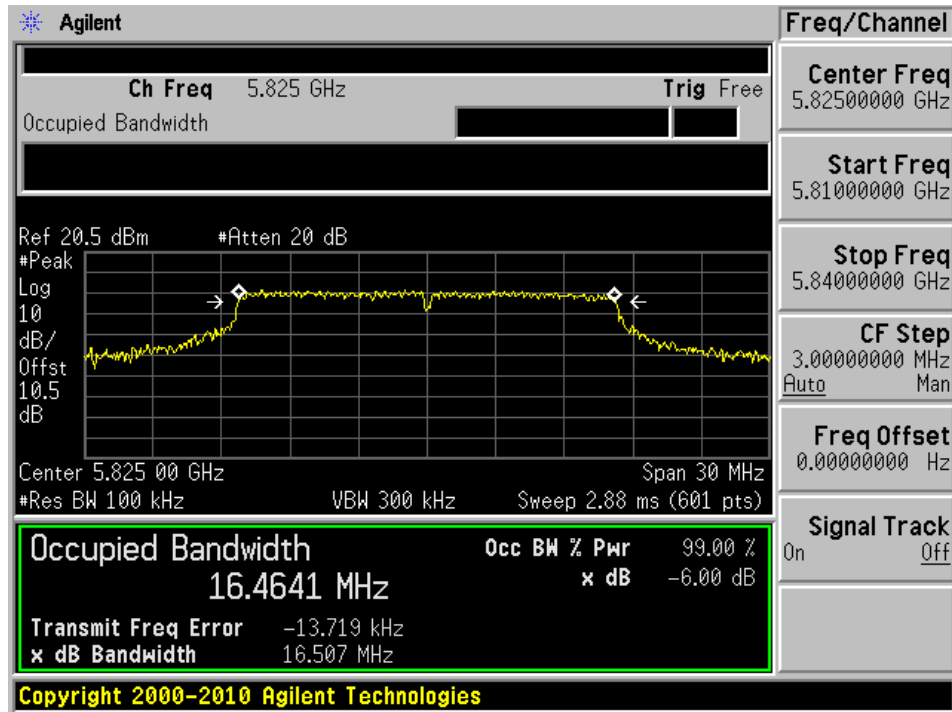 Agilent
Freq/Channel
Ch Freq 5.825 GHz Trig Free
Occupied Bandwidth
Center Freq
5.82500000 GHz
Start Freq
5.81000000 GHz
Stop Freq
5.84000000 GHz
CF Step
3.00000000 MHz
Auto Man
Freq Offset
0.00000000 Hz
Signal Track
On Off
Ref 20.5 dBm #Atten 20 dB
#Peak
Log
10
dB/
Offst
10.5
dB
Center 5.825 00 GHz Span 30 MHz
#Res BW 100 kHz VBW 300 kHz Sweep 2.88 ms (601 pts)
Occupied Bandwidth
16.4641 MHz
Occ BW % Pwr 99.00 %
x dB -6.00 dB
Transmit Freq Error -13.719 kHz
x dB Bandwidth 16.507 MHz
Copyright 2000-2010 Agilent Technologies